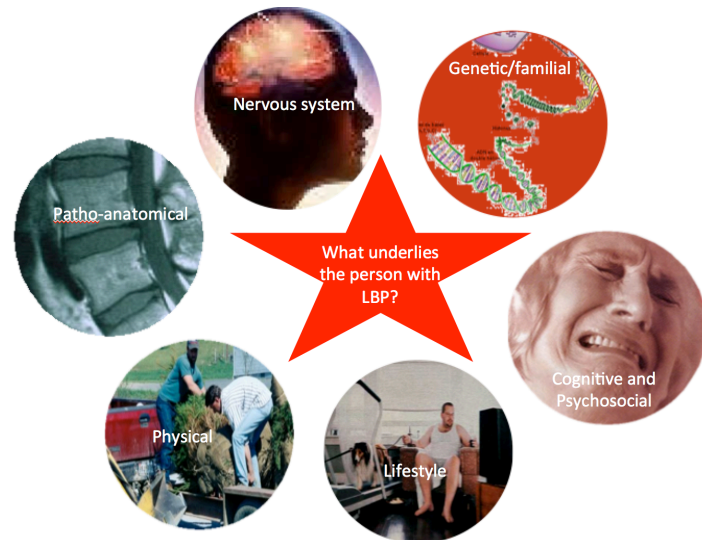 Nervous system
Genetic/familial
Patho-anatomical
What underlies
the person with
LBP?
Cognitive and
Psychosocial
Physical
Lifestyle